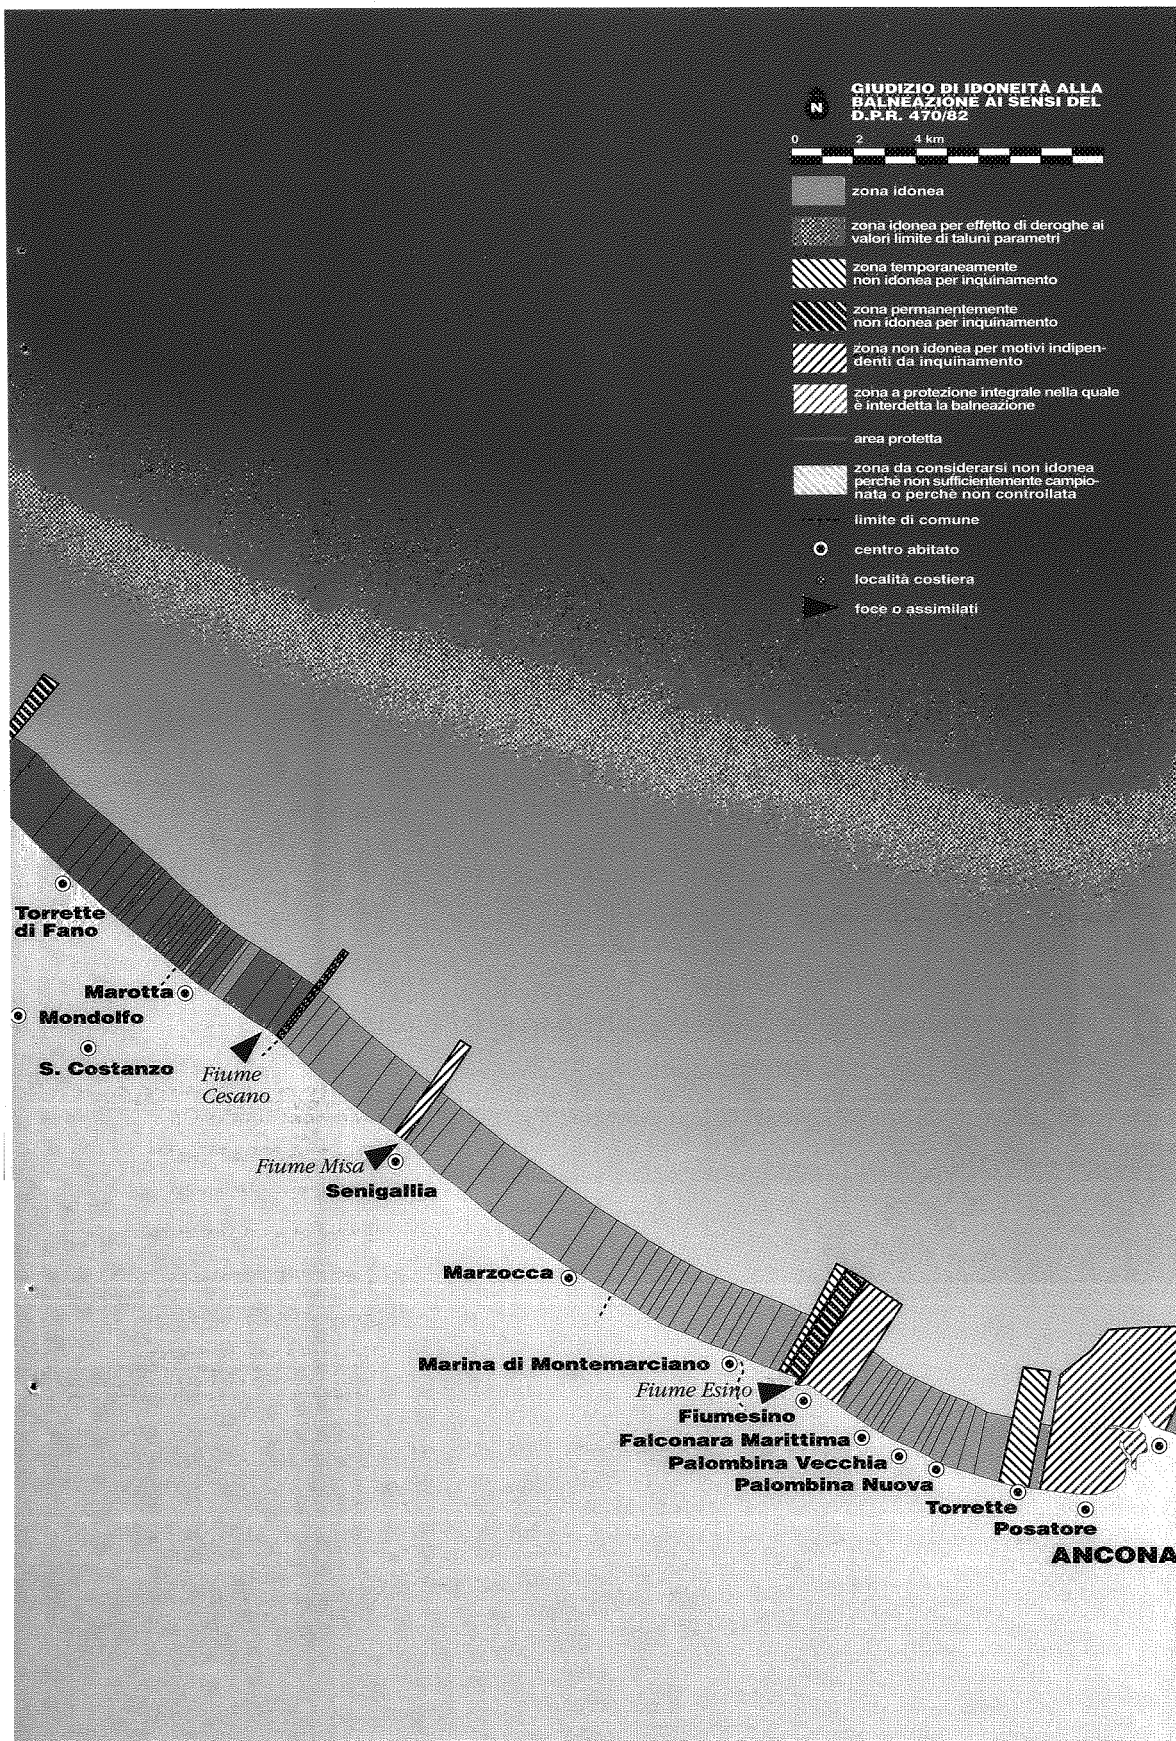 GIUDIZIO DI IDONEITÀ ALLA
BALNEAZIONE AI SENSI DEL
D.P.R. 470/82
N
0 2 4 km
zona idonea
zona idonea per effetto di deroghe ai
valori limite di taluni parametri
zona temporaneamente
non idonea per inquinamento
zona permanentemente
non idonea per inquinamento
zona non idonea per motivi indipen-
denti da inquinamento
zona a protezione integrale nella quale
è interdetta la balneazione
area protetta
zona da considerarsi non idonea
perchè non sufficientemente campio-
nata o perchè non controllata
limite di comune
centro abitato
località costiera
foce o assimilati
Torrette
di Fano
Marotta
Mondolfo
S. Costanzo
Fiume
Cesano
Fiume Misa
Senigallia
Marzocca
Marina di Montemarciano
Fiume Esino
Fiumesino
Falconara Marittima
Palombina Vecchia
Palombina Nuova
Torrette
Posatore
ANCONA